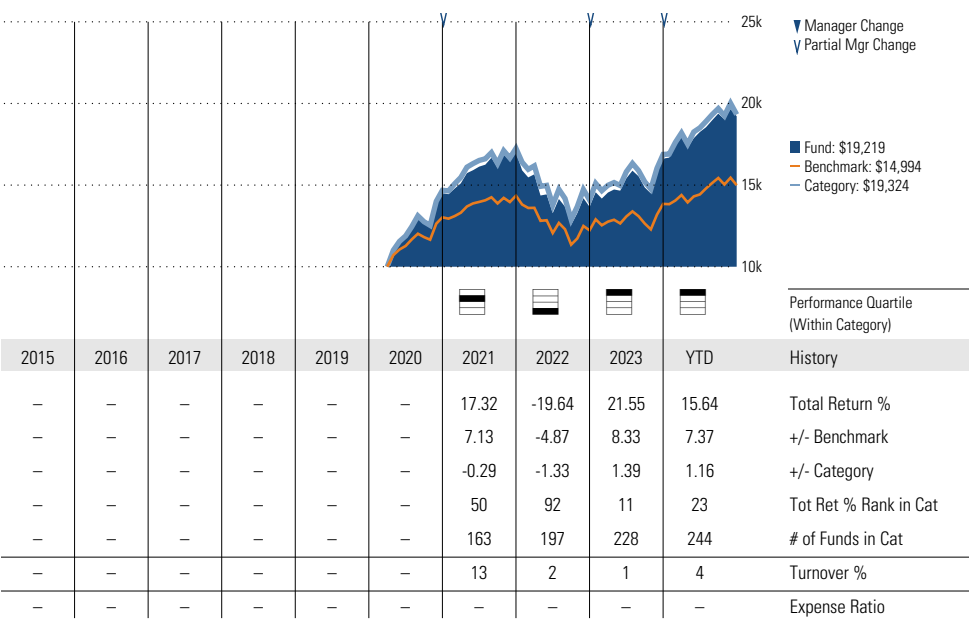 25k
▼ Manager Change
∨ Partial Mgr Change
20k
Fund: $19,219
Benchmark: $14,994
Category: $19,324
15k
10k
Performance Quartile
(Within Category)
2015 2016 2017 2018 2019 2020 2021 2022 2023 YTD History
– – – – – – 17.32 -19.64 21.55 15.64 Total Return %
– – – – – – 7.13 -4.87 8.33 7.37 +/- Benchmark
– – – – – – -0.29 -1.33 1.39 1.16 +/- Category
– – – – – – 50 92 11 23 Tot Ret % Rank in Cat
– – – – – – 163 197 228 244 # of Funds in Cat
– – – – – – 13 2 1 4 Turnover %
– – – – – – – – – – Expense Ratio